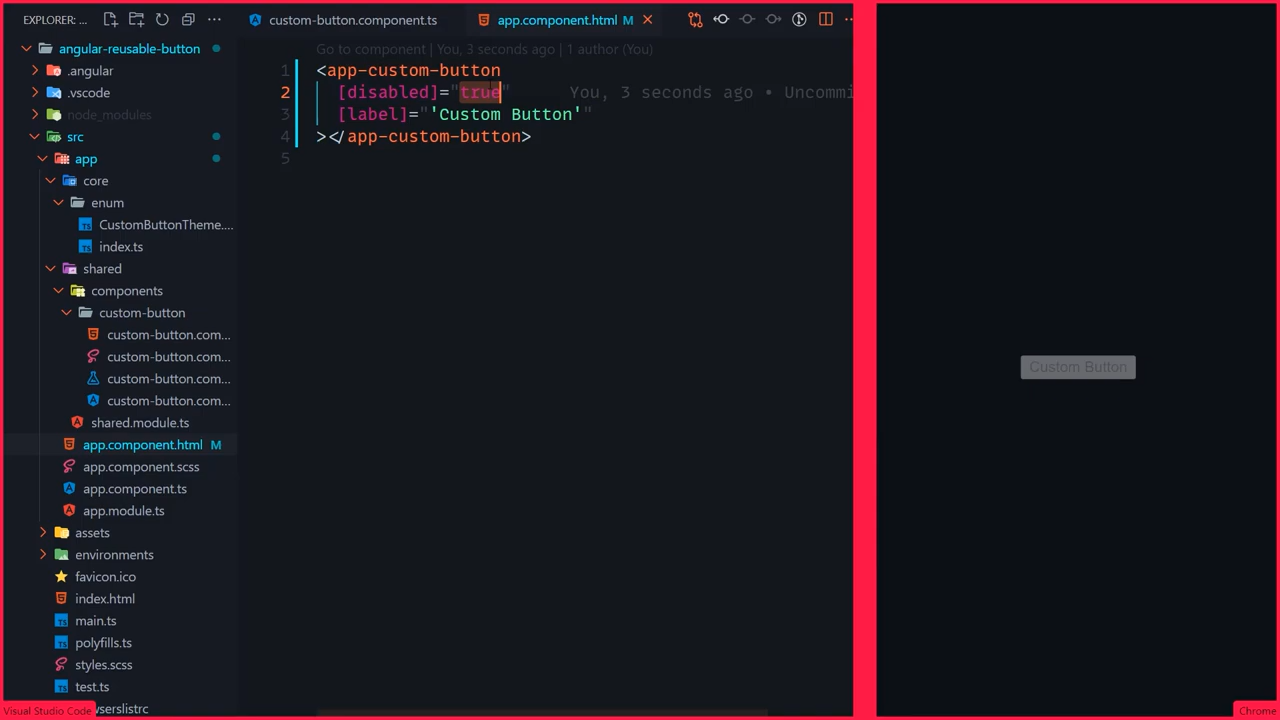 EXPLORER: ...
custom-button.component.ts
app.component.html M
angular-reusable-button
.angular
.vscode
node_modules
src
app
core
enum
CustomButtonTheme....
index.ts
shared
components
custom-button
custom-button.com...
custom-button.com...
custom-button.com...
custom-button.com...
shared.module.ts
app.component.html M
app.component.scss
app.component.ts
app.module.ts
assets
environments
favicon.ico
index.html
main.ts
polyfills.ts
styles.scss
test.ts
wserslistrc
Go to component | You, 3 seconds ago | 1 author (You)
1 <app-custom-button
2 [disabled]="true" You, 3 seconds ago • Uncommi
3 [label]="'Custom Button'"
4 ></app-custom-button>
5
Custom Button
Visual Studio Code
Chrome